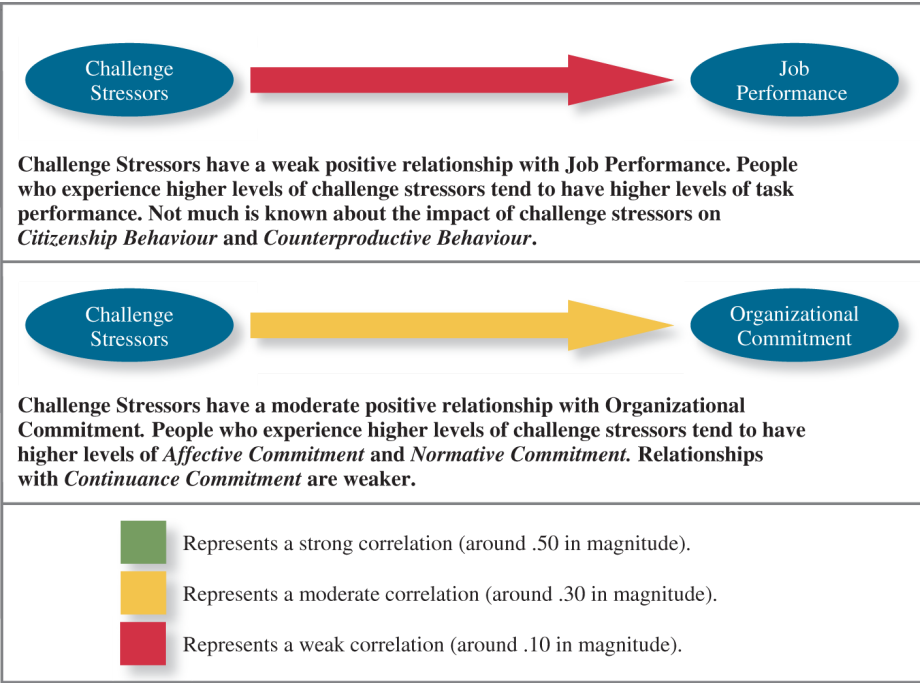 Challenge
Stressors
Job
Performance
Challenge Stressors have a weak positive relationship with Job Performance. People
who experience higher levels of challenge stressors tend to have higher levels of task
performance. Not much is known about the impact of challenge stressors on
Citizenship Behaviour and Counterproductive Behaviour.
Challenge
Stressors
Organizational
Commitment
Challenge Stressors have a moderate positive relationship with Organizational
Commitment. People who experience higher levels of challenge stressors tend to have
higher levels of Affective Commitment and Normative Commitment. Relationships
with Continuance Commitment are weaker.
Represents a strong correlation (around .50 in magnitude).
Represents a moderate correlation (around .30 in magnitude).
Represents a weak correlation (around .10 in magnitude).